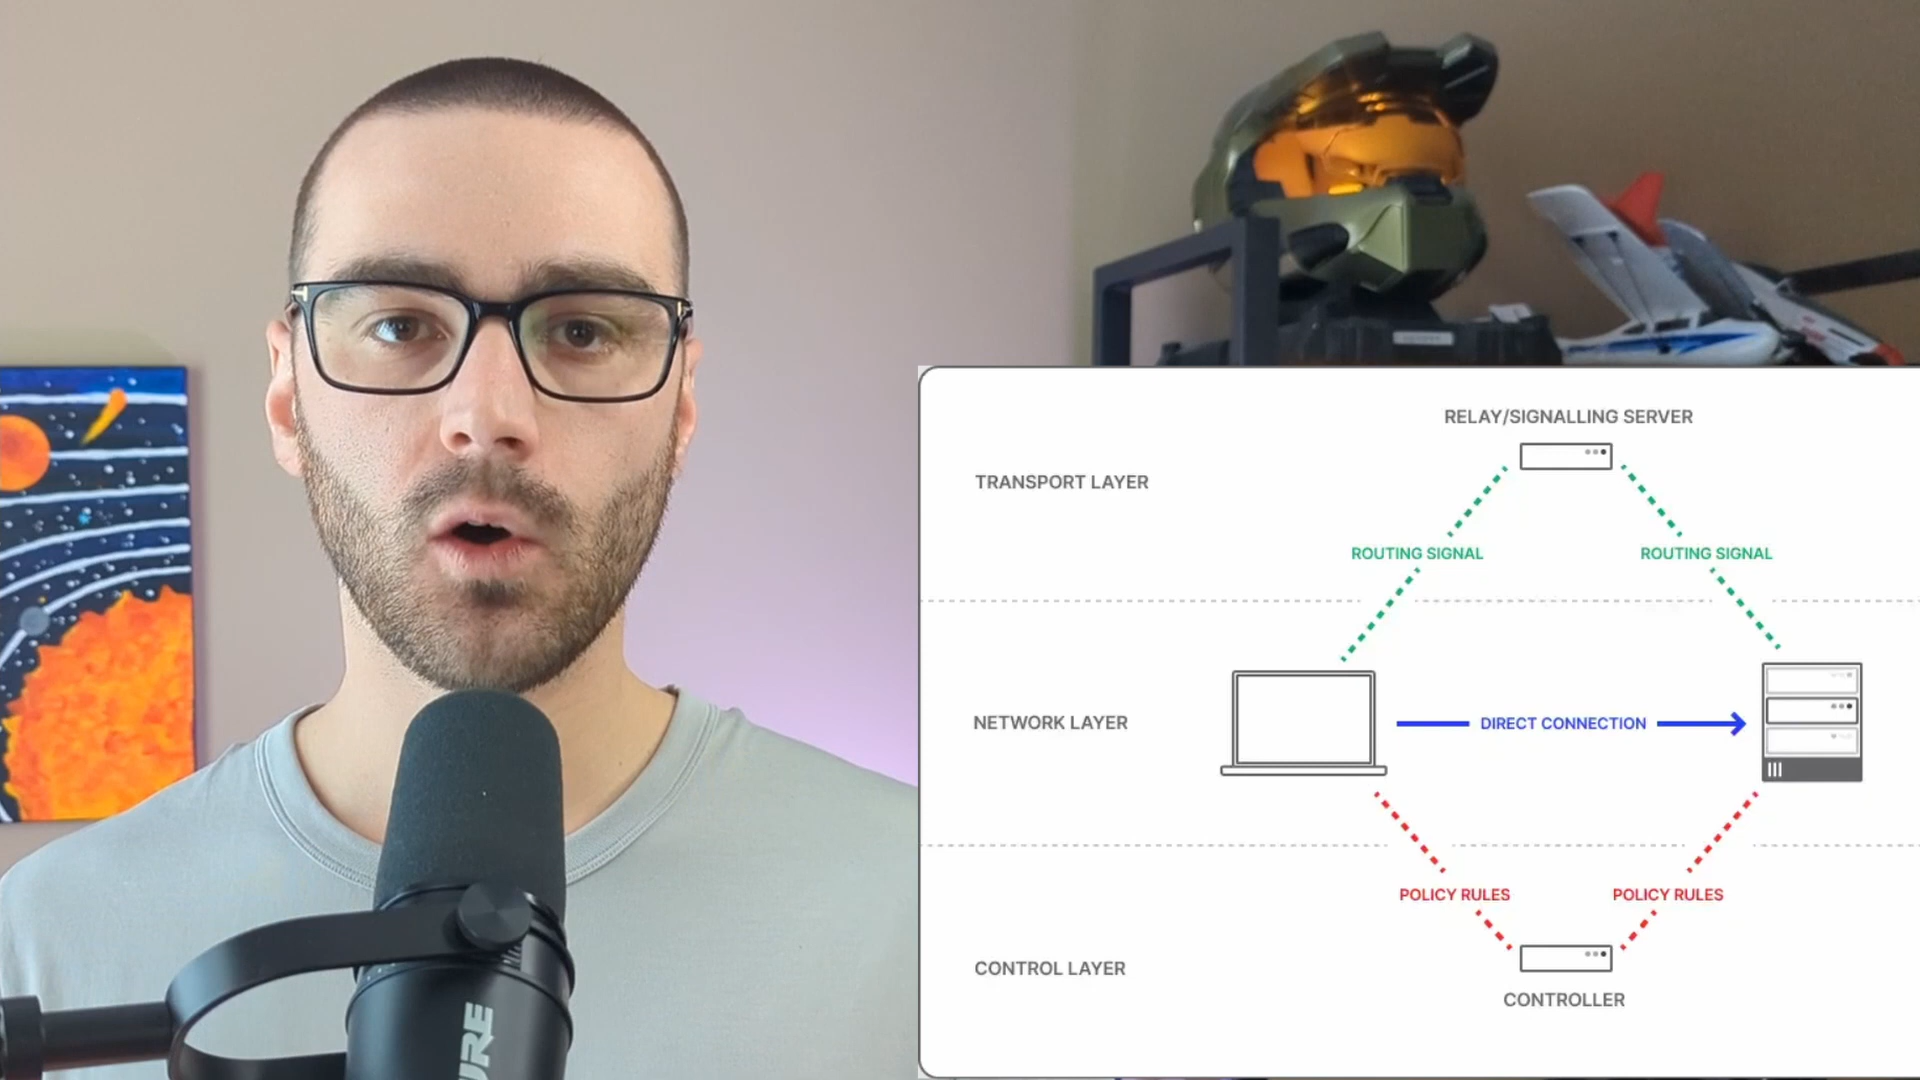 RELAY/SIGNALLING SERVER
TRANSPORT LAYER
ROUTING SIGNAL
ROUTING SIGNAL
NETWORK LAYER
DIRECT CONNECTION
POLICY RULES
POLICY RULES
CONTROL LAYER
CONTROLLER
URE